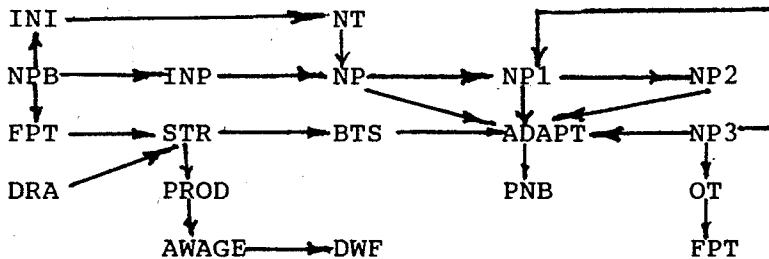 INI NT
NPB INP NP NP1 NP2
FPT STR BTS ADAPT NP3
DRA PROD PNB OT
AWAGE DWF FPT